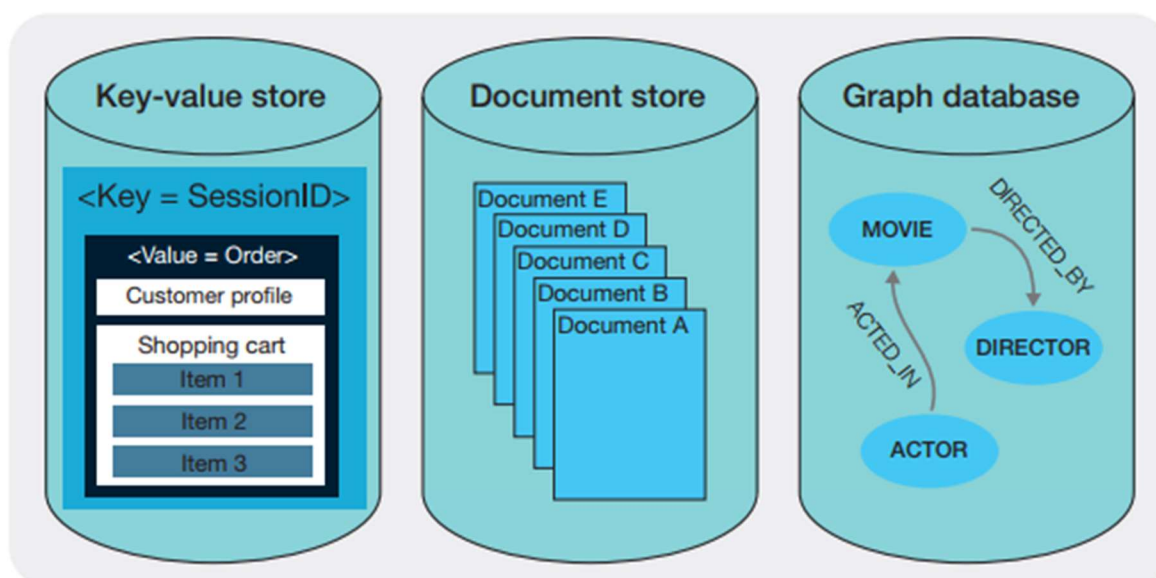 Key-value store
<Key = SessionID>
<Value = Order>
Customer profile
Shopping cart
Item 1
Item 2
Item 3
Document store
Document E
Document D
Document C
Document B
Document A
Graph database
MOVIE
DIRECTED_BY
ACTED_IN
DIRECTOR
ACTOR